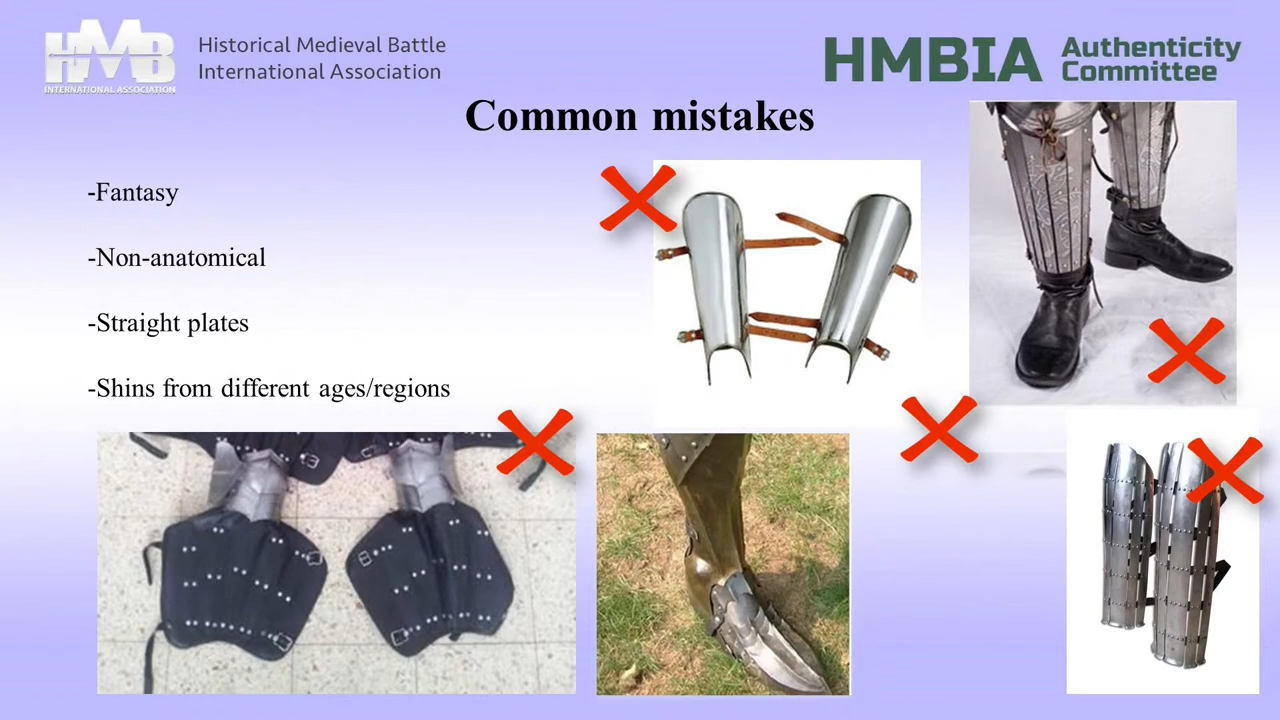 HMB
INTERNATIONAL ASSOCIATION
Historical Medieval Battle
International Association
HMBIA
Authenticity
Committee
Common mistakes
-Fantasy
-Non-anatomical
-Straight plates
-Shins from different ages/regions